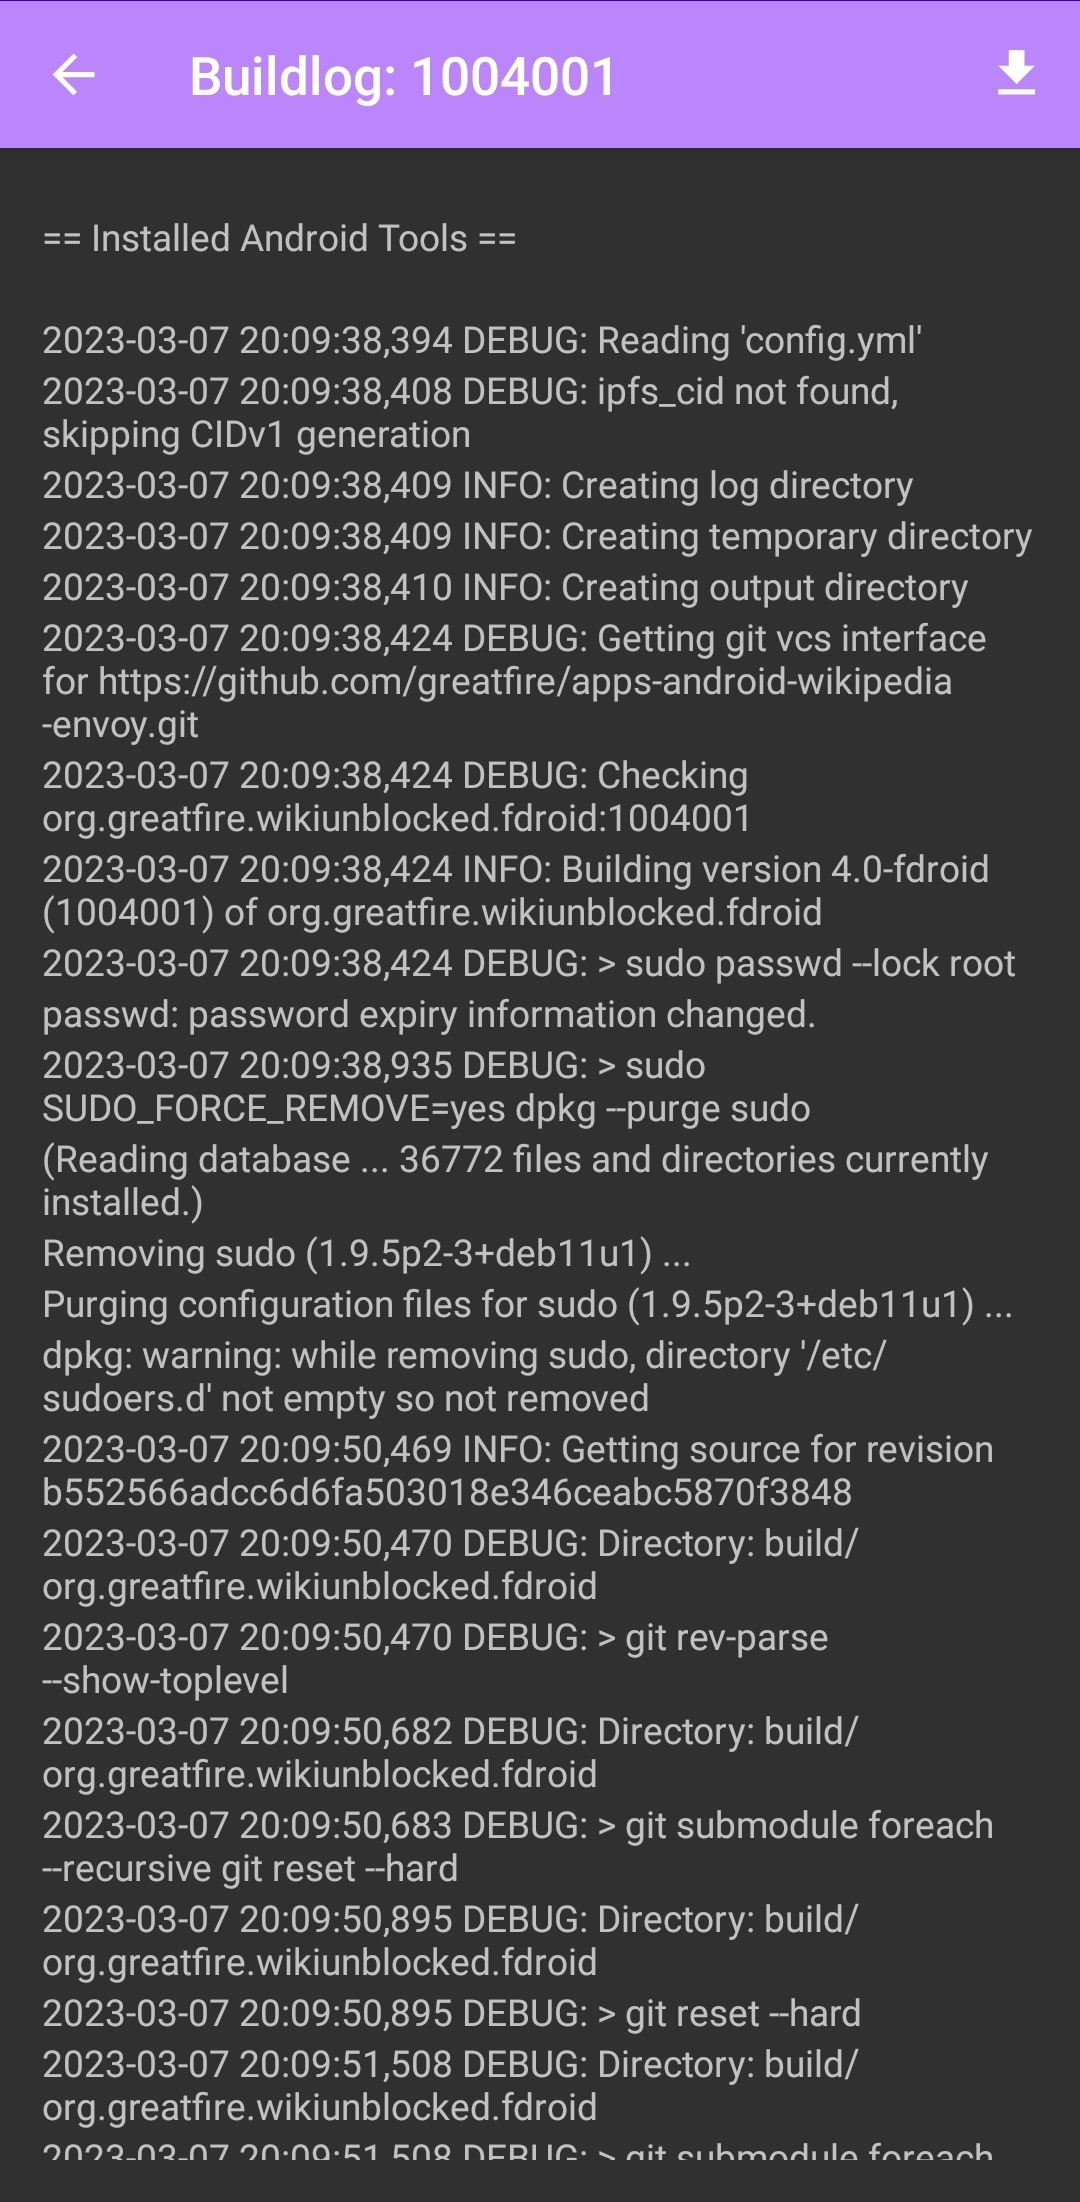 Buildlog: 1004001
== Installed Android Tools ==
2023-03-07 20:09:38,394 DEBUG: Reading 'config.yml'
2023-03-07 20:09:38,408 DEBUG: ipfs_cid not found,
skipping CIDv1 generation
2023-03-07 20:09:38,409 INFO: Creating log directory
2023-03-07 20:09:38,409 INFO: Creating temporary directory
2023-03-07 20:09:38,410 INFO: Creating output directory
2023-03-07 20:09:38,424 DEBUG: Getting git vcs interface
for https://github.com/greatfire/apps-android-wikipedia
-envoy.git
2023-03-07 20:09:38,424 DEBUG: Checking
org.greatfire.wikiunblocked.fdroid:1004001
2023-03-07 20:09:38,424 INFO: Building version 4.0-fdroid
(1004001) of org.greatfire.wikiunblocked.fdroid
2023-03-07 20:09:38,424 DEBUG: > sudo passwd --lock root
passwd: password expiry information changed.
2023-03-07 20:09:38,935 DEBUG: > sudo
SUDO_FORCE_REMOVE=yes dpkg --purge sudo
(Reading database ... 36772 files and directories currently
installed.)
Removing sudo (1.9.5p2-3+deb11u1) ...
Purging configuration files for sudo (1.9.5p2-3+deb11u1) ...
dpkg: warning: while removing sudo, directory '/etc/
sudoers.d' not empty so not removed
2023-03-07 20:09:50,469 INFO: Getting source for revision
b552566adcc6d6fa503018e346ceabc5870f3848
2023-03-07 20:09:50,470 DEBUG: Directory: build/
org.greatfire.wikiunblocked.fdroid
2023-03-07 20:09:50,470 DEBUG: > git rev-parse
--show-toplevel
2023-03-07 20:09:50,682 DEBUG: Directory: build/
org.greatfire.wikiunblocked.fdroid
2023-03-07 20:09:50,683 DEBUG: > git submodule foreach
--recursive git reset --hard
2023-03-07 20:09:50,895 DEBUG: Directory: build/
org.greatfire.wikiunblocked.fdroid
2023-03-07 20:09:50,895 DEBUG: > git reset --hard
2023-03-07 20:09:51,508 DEBUG: Directory: build/
org.greatfire.wikiunblocked.fdroid
2023-03-07 20:09:51,508 DEBUG: > git submodule foreach